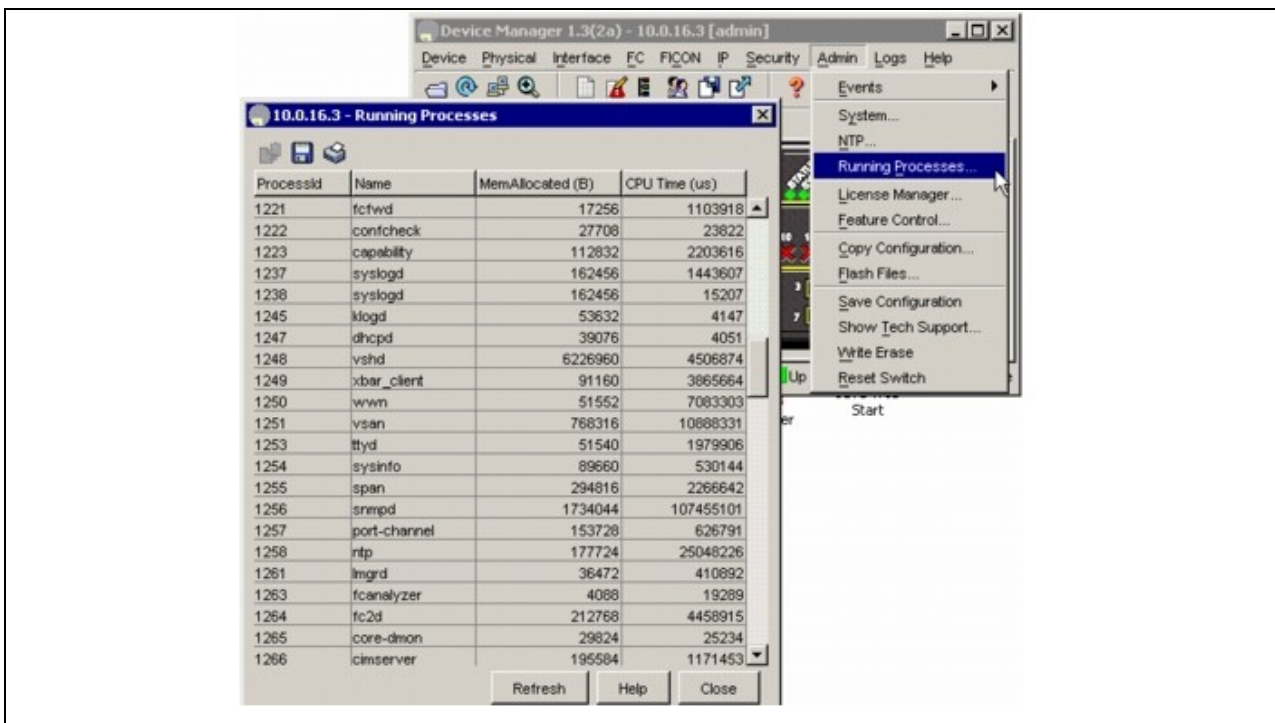 Device Manager 1.3(2a) - 10.0.16.3 [admin]
Device Physical Interface FC FICON IP Security Admin Logs Help
Events
System...
NTP...
Running Processes...
License Manager...
Feature Control...
Copy Configuration...
Flash Files...
Save Configuration
Show Tech Support...
Write Erase
Reset Switch
Up
Start
10.0.16.3 - Running Processes
ProcessId Name MemAllocated (B) CPU Time (us)
1221 fcfwd 17256 1103918
1222 confcheck 27708 23822
1223 capability 112832 2203616
1237 syslogd 162456 1443607
1238 syslogd 162456 15207
1245 klogd 53632 4147
1247 dhcpd 39076 4051
1248 vshd 6226960 4506874
1249 xbar_client 91160 3865664
1250 wwn 51552 7083303
1251 vsan 768316 10888331
1253 ttyd 51540 1979906
1254 sysinfo 89660 530144
1255 span 294816 2266642
1256 snmpd 1734044 107455101
1257 port-channel 153728 626791
1258 ntp 177724 25048226
1261 lmgrd 36472 410892
1263 fcanalyzer 4088 19289
1264 fc2d 212768 4458915
1265 core-dmon 29824 25234
1266 cimserver 195584 1171453
Refresh Help Close